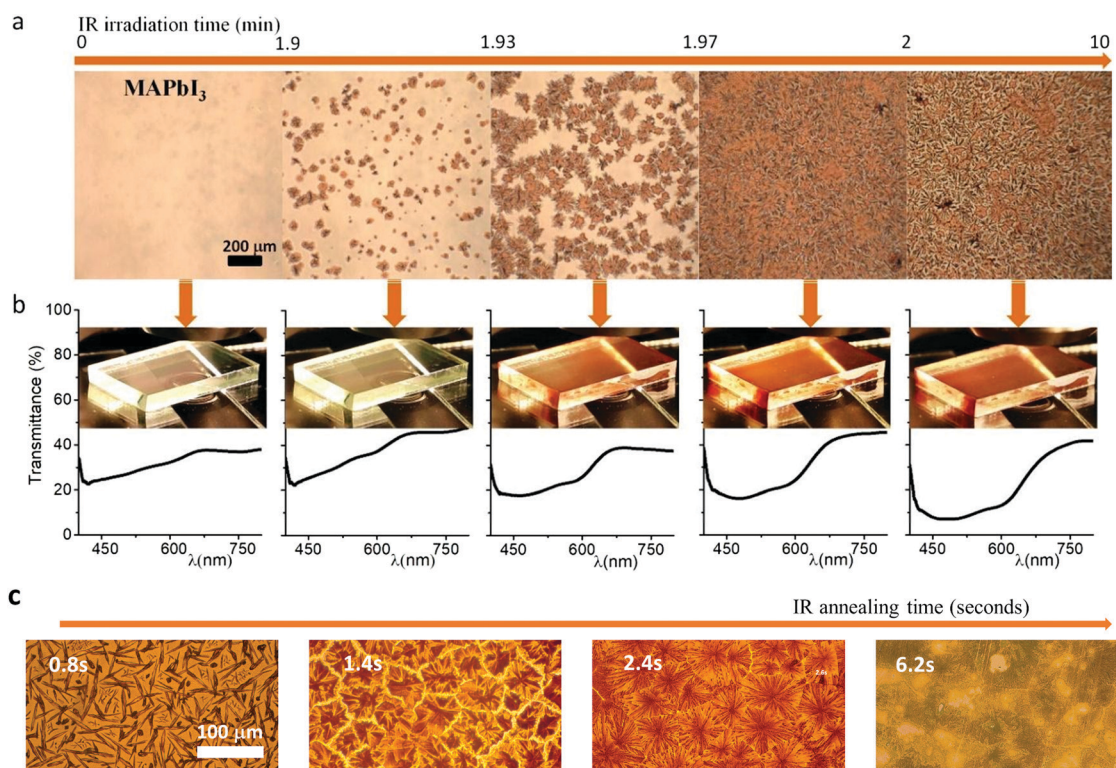 a
IR irradiation time (min)
0 1.9 1.93 1.97 2 10
MAPbI₃
200 μm
b
Transmittance (%)
100
80
60
40
20
0
450 600 750 450 600 750 450 600 750 450 600 750 450 600 750
λ(nm) λ(nm) λ(nm) λ(nm) λ(nm)
c
IR annealing time (seconds)
0.8s 1.4s 2.4s 6.2s
2.6s
100 μm